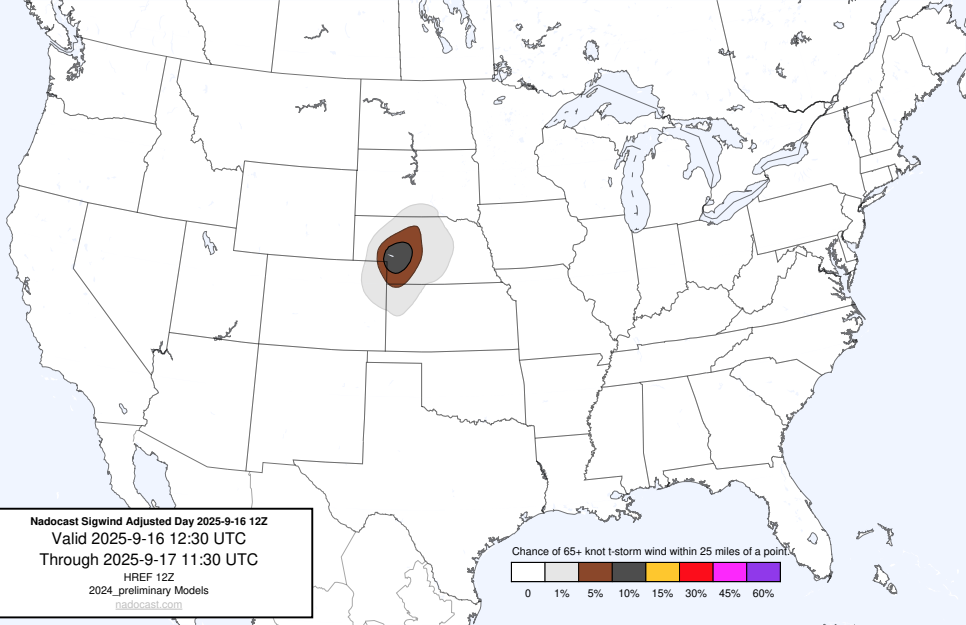 Nadocast Sigwind Adjusted Day 2025-9-16 12Z
Valid 2025-9-16 12:30 UTC
Through 2025-9-17 11:30 UTC
HREF 12Z
2024_preliminary Models
nadocast.com
Chance of 65+ knot t-storm wind within 25 miles of a point.
0 1% 5% 10% 15% 30% 45% 60%